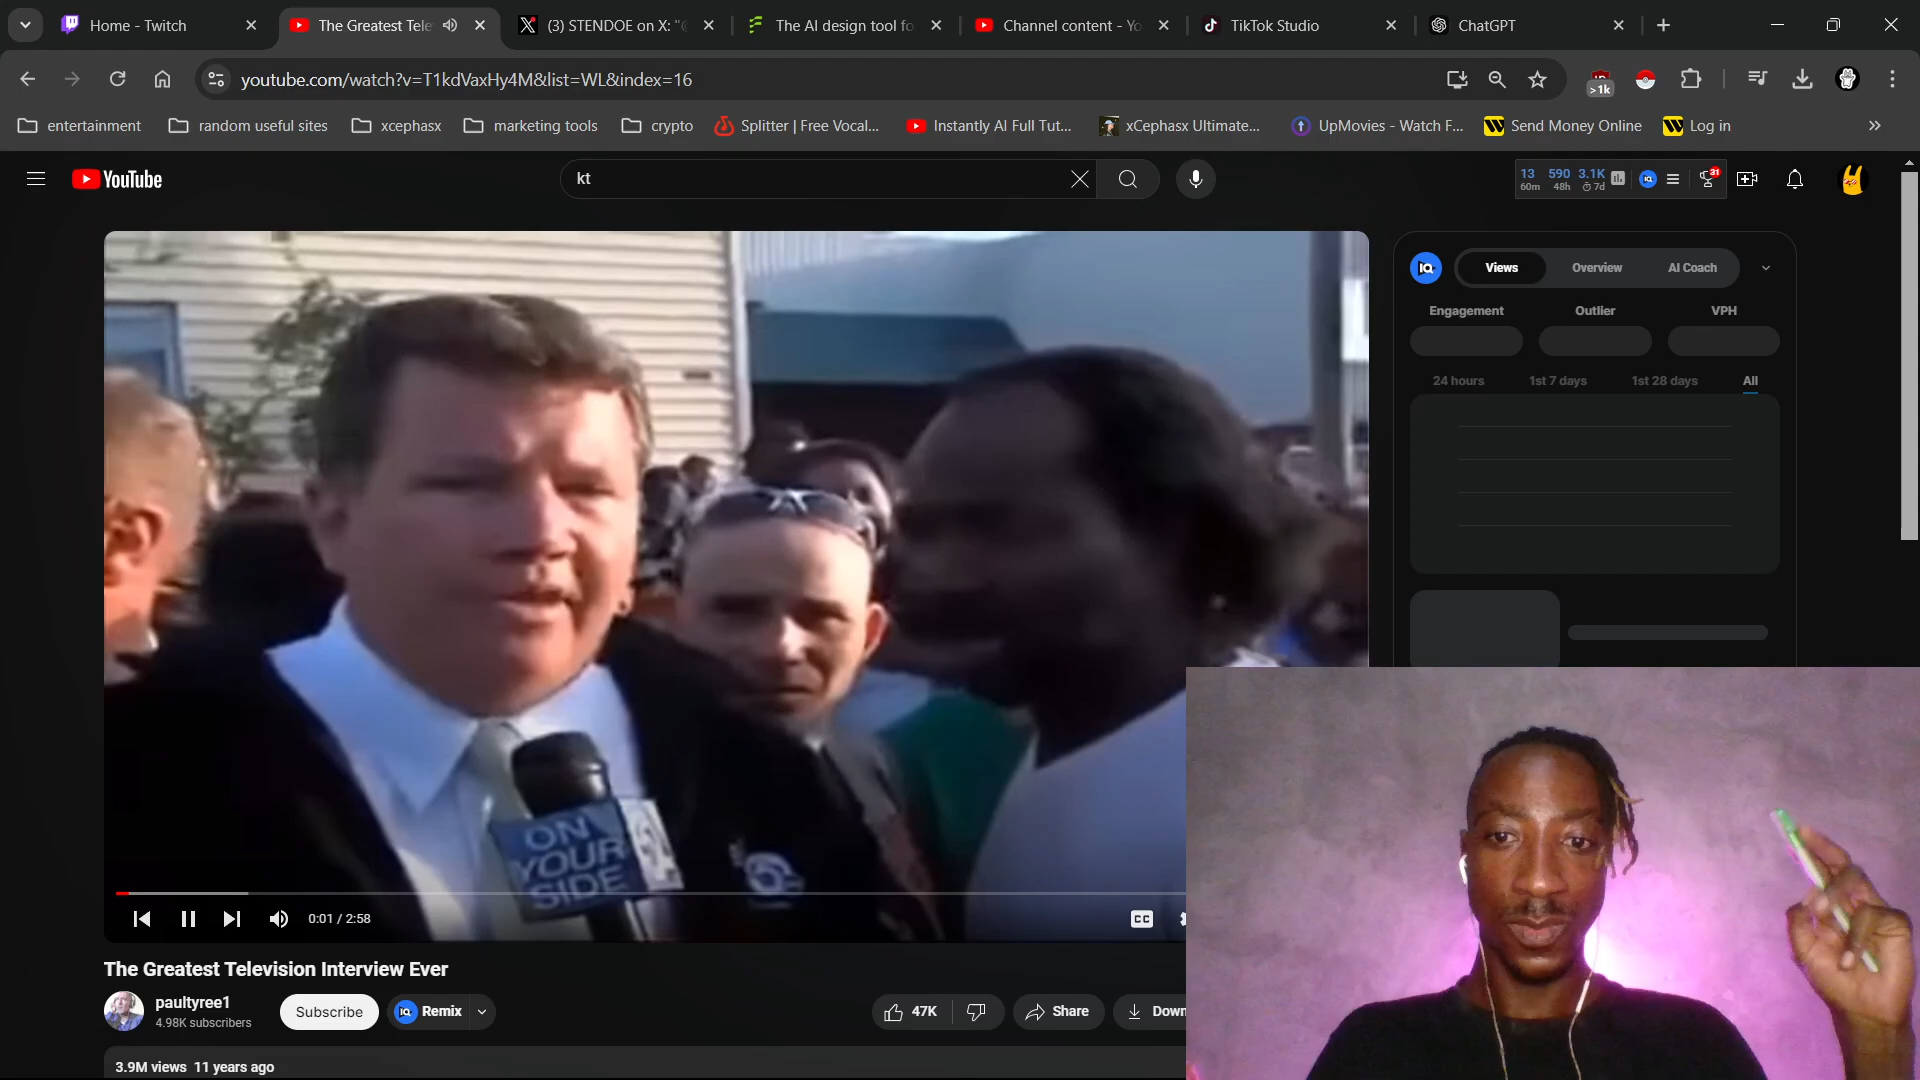 Home - Twitch
The Greatest Tele
(3) STENDOE on X: "@
The AI design tool fo
Channel content - Yo
TikTok Studio
ChatGPT
youtube.com/watch?v=T1kdVaxHy4M&list=WL&index=16
>1k
entertainment
random useful sites
xcephasx
marketing tools
crypto
Splitter | Free Vocal...
Instantly AI Full Tut...
xCephasx Ultimate...
UpMovies - Watch F...
Send Money Online
Log in
YouTube
kt
13 590 3.1K
60m 48h 7d
31
IQ
Views
Overview
AI Coach
Engagement
Outlier
VPH
24 hours
1st 7 days
1st 28 days
All
ON
YOUR
SIDE
0:01 / 2:58
CC
The Greatest Television Interview Ever
paultyree1
4.98K subscribers
Subscribe
IQ
Remix
47K
Share
Down
3.9M views 11 years ago